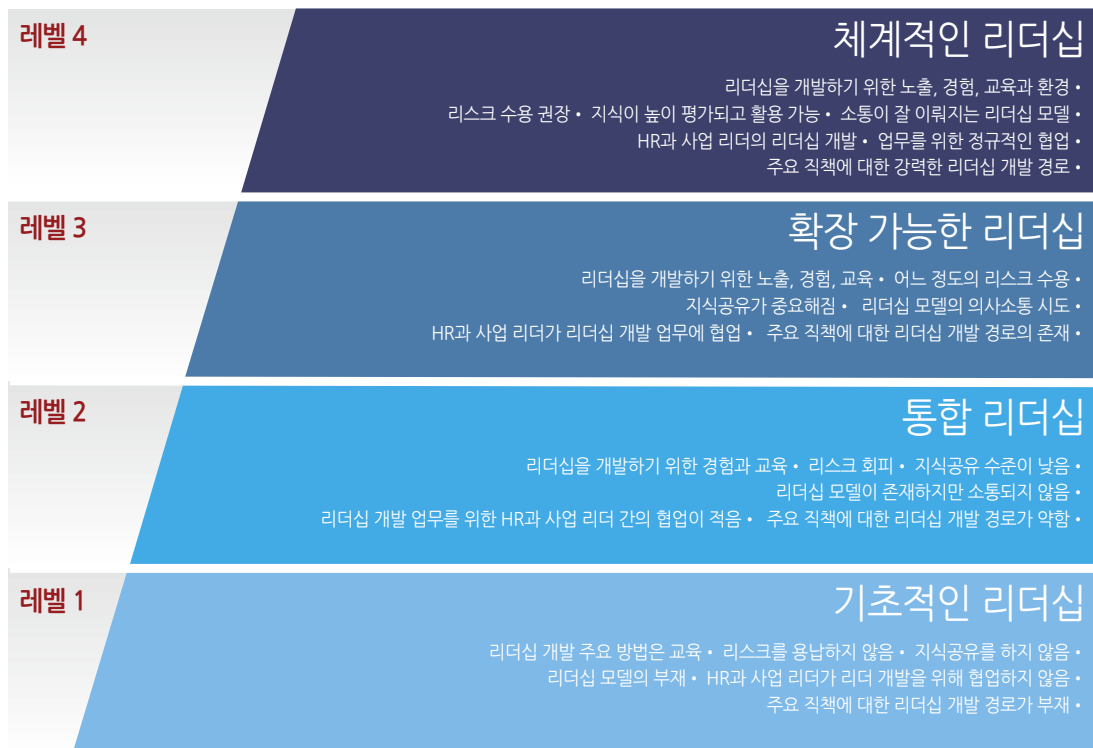 레벨 4
체계적인 리더십
리더십을 개발하기 위한 노출, 경험, 교육과 환경 •
리스크 수용 권장 • 지식이 높이 평가되고 활용 가능 • 소통이 잘 이뤄지는 리더십 모델 •
HR과 사업 리더의 리더십 개발 • 업무를 위한 정규적인 협업 •
주요 직책에 대한 강력한 리더십 개발 경로 •
레벨 3
확장 가능한 리더십
리더십을 개발하기 위한 노출, 경험, 교육 • 어느 정도의 리스크 수용 •
지식공유가 중요해짐 • 리더십 모델의 의사소통 시도 •
HR과 사업 리더가 리더십 개발 업무에 협업 • 주요 직책에 대한 리더십 개발 경로의 존재 •
레벨 2
통합 리더십
리더십을 개발하기 위한 경험과 교육 • 리스크 회피 • 지식공유 수준이 낮음 •
리더십 모델이 존재하지만 소통되지 않음 •
리더십 개발 업무를 위한 HR과 사업 리더 간의 협업이 적음 • 주요 직책에 대한 리더십 개발 경로가 약함 •
레벨 1
기초적인 리더십
리더십 개발 주요 방법은 교육 • 리스크를 용납하지 않음 • 지식공유를 하지 않음 •
리더십 모델의 부재 • HR과 사업 리더가 리더 개발을 위해 협업하지 않음 •
주요 직책에 대한 리더십 개발 경로가 부재 •